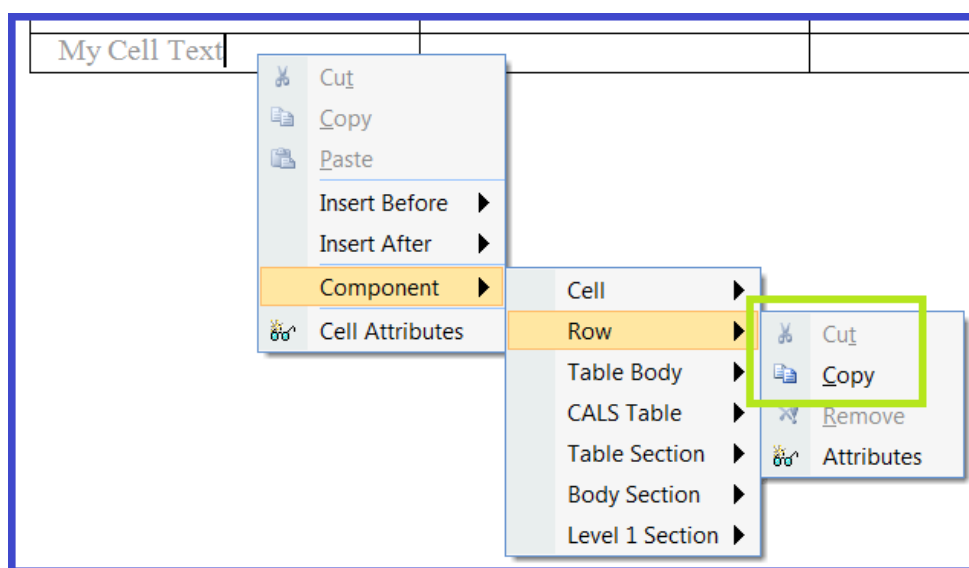 My Cell Text
Cut
Copy
Paste
Insert Before
Insert After
Component
Cell Attributes
Cell
Row
Table Body
CALS Table
Table Section
Body Section
Level 1 Section
Cut
Copy
Remove
Attributes